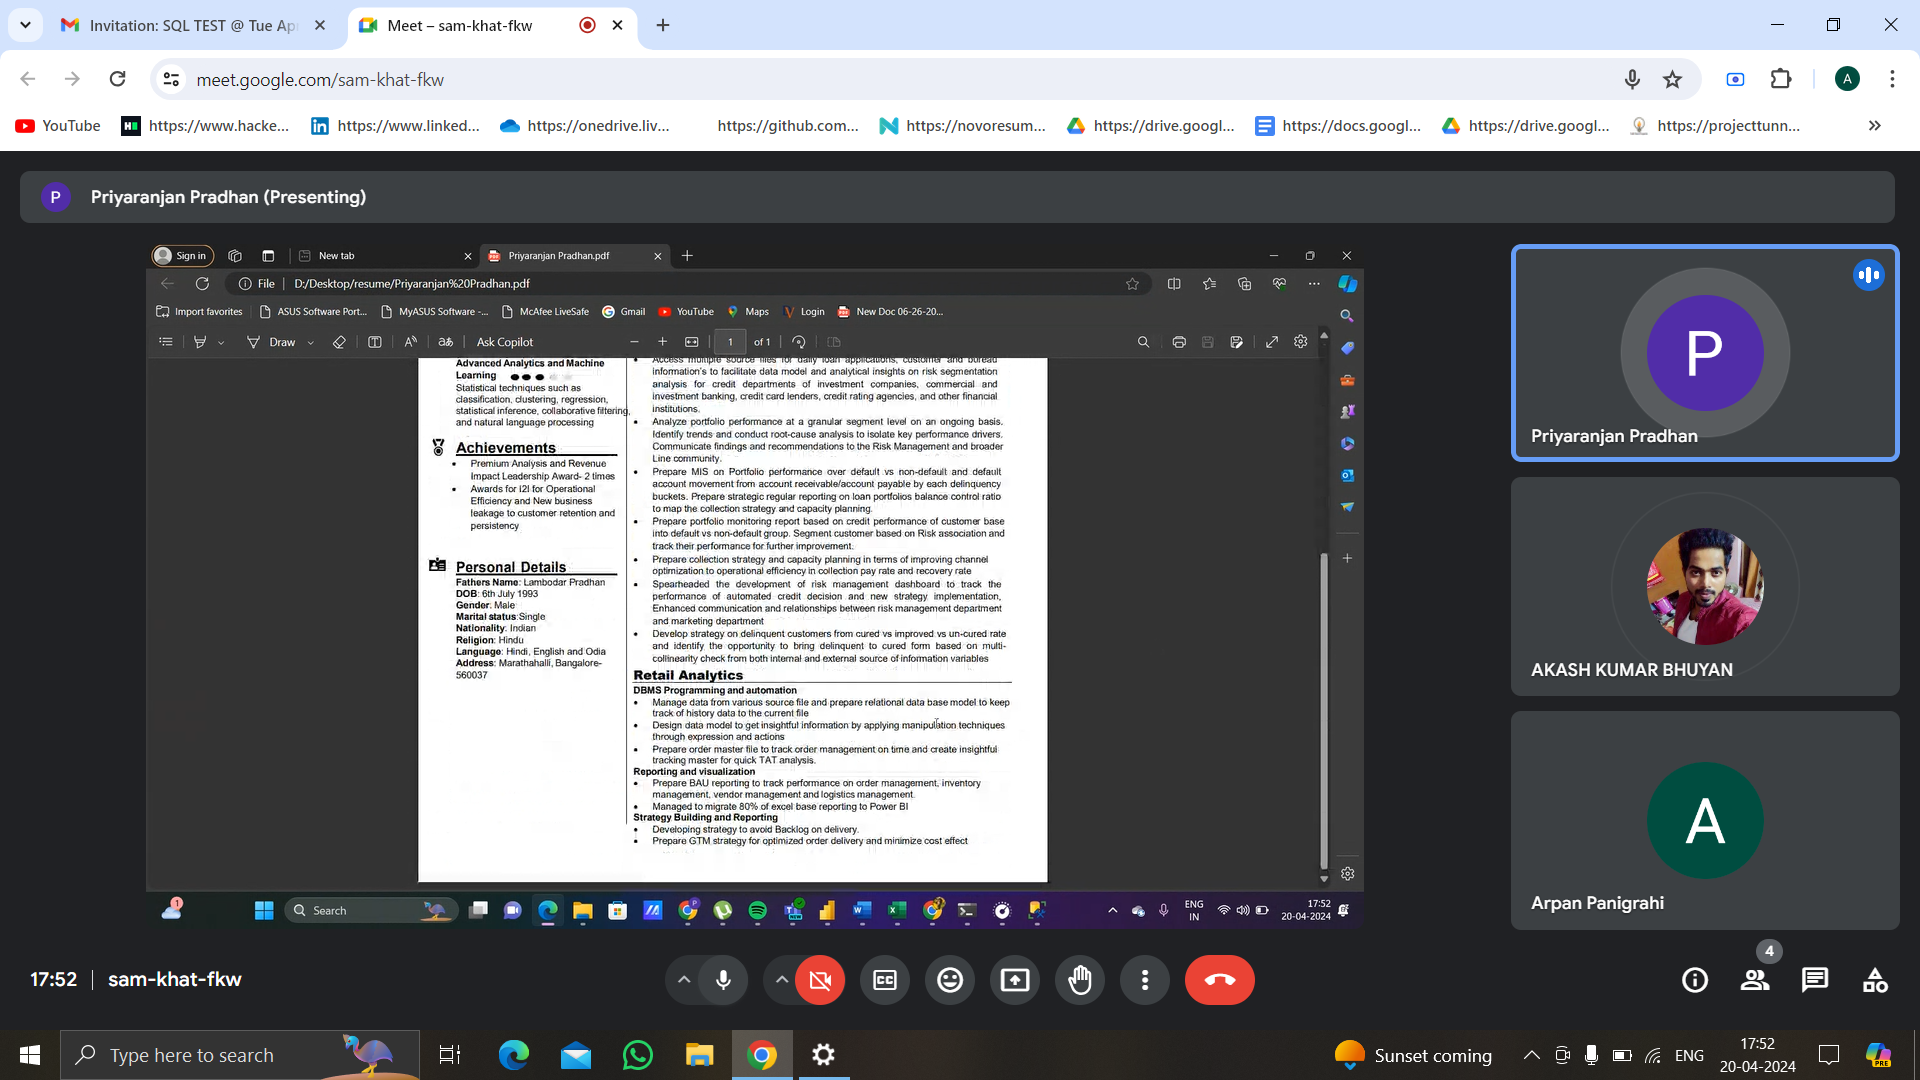 Invitation: SQL TEST @ Tue Ap
Meet – sam-khat-fkw
meet.google.com/sam-khat-fkw
YouTube
https://www.hacke...
https://www.linked...
https://onedrive.liv...
https://github.com...
https://novoresum...
https://drive.googl...
https://docs.googl...
https://drive.googl...
https://projecttunn...
P Priyaranjan Pradhan (Presenting)
Sign in
New tab
Priyaranjan Pradhan.pdf
File D:/Desktop/resume/Priyaranjan%20Pradhan.pdf
Import favorites
ASUS Software Port...
MyASUS Software -...
McAfee LiveSafe
Gmail
YouTube
Maps
Login
New Doc 06-26-20...
Draw
Ask Copilot
1 of 1
Advanced Analytics and Machine
Learning
Statistical techniques such as
classification, clustering, regression,
statistical inference, collaborative filtering,
and natural language processing
Achievements
• Premium Analysis and Revenue
Impact Leadership Award- 2 times
• Awards for I2I for Operational
Efficiency and New business
leakage to customer retention and
persistency
Personal Details
Fathers Name: Lambodar Pradhan
DOB: 6th July 1993
Gender: Male
Marital status:Single
Nationality: Indian
Religion: Hindu
Language: Hindi, English and Odia
Address: Marathahalli, Bangalore-
560037
• Access multiple source files for daily loan applications, customer and bureau
information's to facilitate data model and analytical insights on risk segmentation
analysis for credit departments of investment companies, commercial and
investment banking, credit card lenders, credit rating agencies, and other financial
institutions.
• Analyze portfolio performance at a granular segment level on an ongoing basis.
Identify trends and conduct root-cause analysis to isolate key performance drivers.
Communicate findings and recommendations to the Risk Management and broader
Line community.
• Prepare MIS on Portfolio performance over default vs non-default and default
account movement from account receivable/account payable by each delinquency
buckets. Prepare strategic regular reporting on loan portfolios balance control ratio
to map the collection strategy and capacity planning.
• Prepare portfolio monitoring report based on credit performance of customer base
into default vs non-default group. Segment customer based on Risk association and
track their performance for further improvement.
• Prepare collection strategy and capacity planning in terms of improving channel
optimization to operational efficiency in collection pay rate and recovery rate
• Spearheaded the development of risk management dashboard to track the
performance of automated credit decision and new strategy implementation,
Enhanced communication and relationships between risk management department
and marketing department
• Develop strategy on delinquent customers from cured vs improved vs un-cured rate
and identify the opportunity to bring delinquent to cured form based on multi-
collinearity check from both internal and external source of information variables
Retail Analytics
DBMS Programming and automation
• Manage data from various source file and prepare relational data base model to keep
track of history data to the current file
• Design data model to get insightful information by applying manipulation techniques
through expression and actions
• Prepare order master file to track order management on time and create insightful
tracking master for quick TAT analysis.
Reporting and visualization
• Prepare BAU reporting to track performance on order management, inventory
management, vendor management and logistics management.
• Managed to migrate 80% of excel base reporting to Power BI
Strategy Building and Reporting
• Developing strategy to avoid Backlog on delivery.
• Prepare GTM strategy for optimized order delivery and minimize cost effect
1
Search
ENG
IN
17:52
20-04-2024
P
Priyaranjan Pradhan
AKASH KUMAR BHUYAN
A
Arpan Panigrahi
17:52 | sam-khat-fkw
CC
4
Type here to search
Sunset coming
ENG
17:52
20-04-2024
PRE